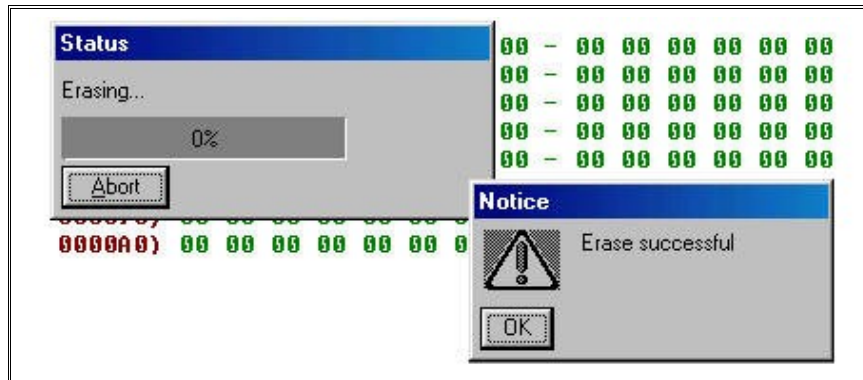 Status
Erasing...
0%
Abort
00 - 00 00 00 00 00 00
00 - 00 00 00 00 00 00
00 - 00 00 00 00 00 00
00 - 00 00 00 00 00 00
00 - 00 00 00 00 00 00
0000A0) 00 00 00 00 00 00
Notice
Erase successful
OK